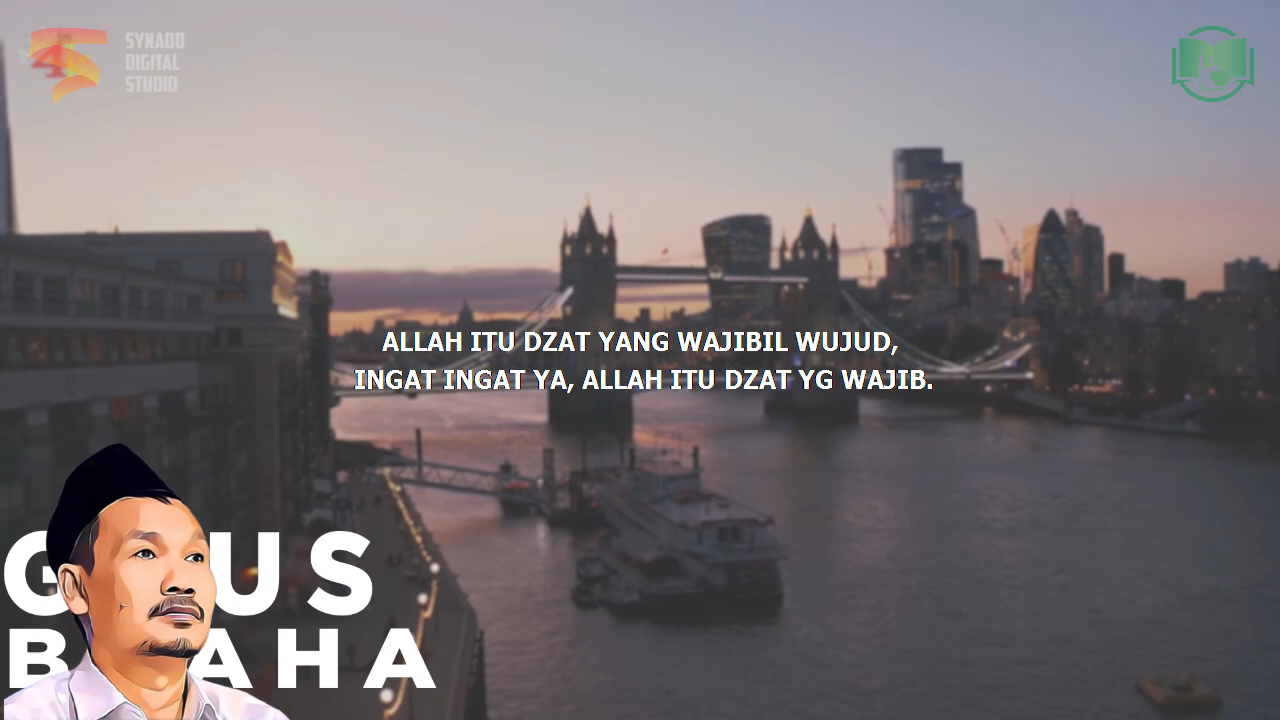 SYNADO
DIGITAL
STUDIO
ALLAH ITU DZAT YANG WAJIBIL WUJUD,
INGAT INGAT YA, ALLAH ITU DZAT YG WAJIB.
GUS
BAHA